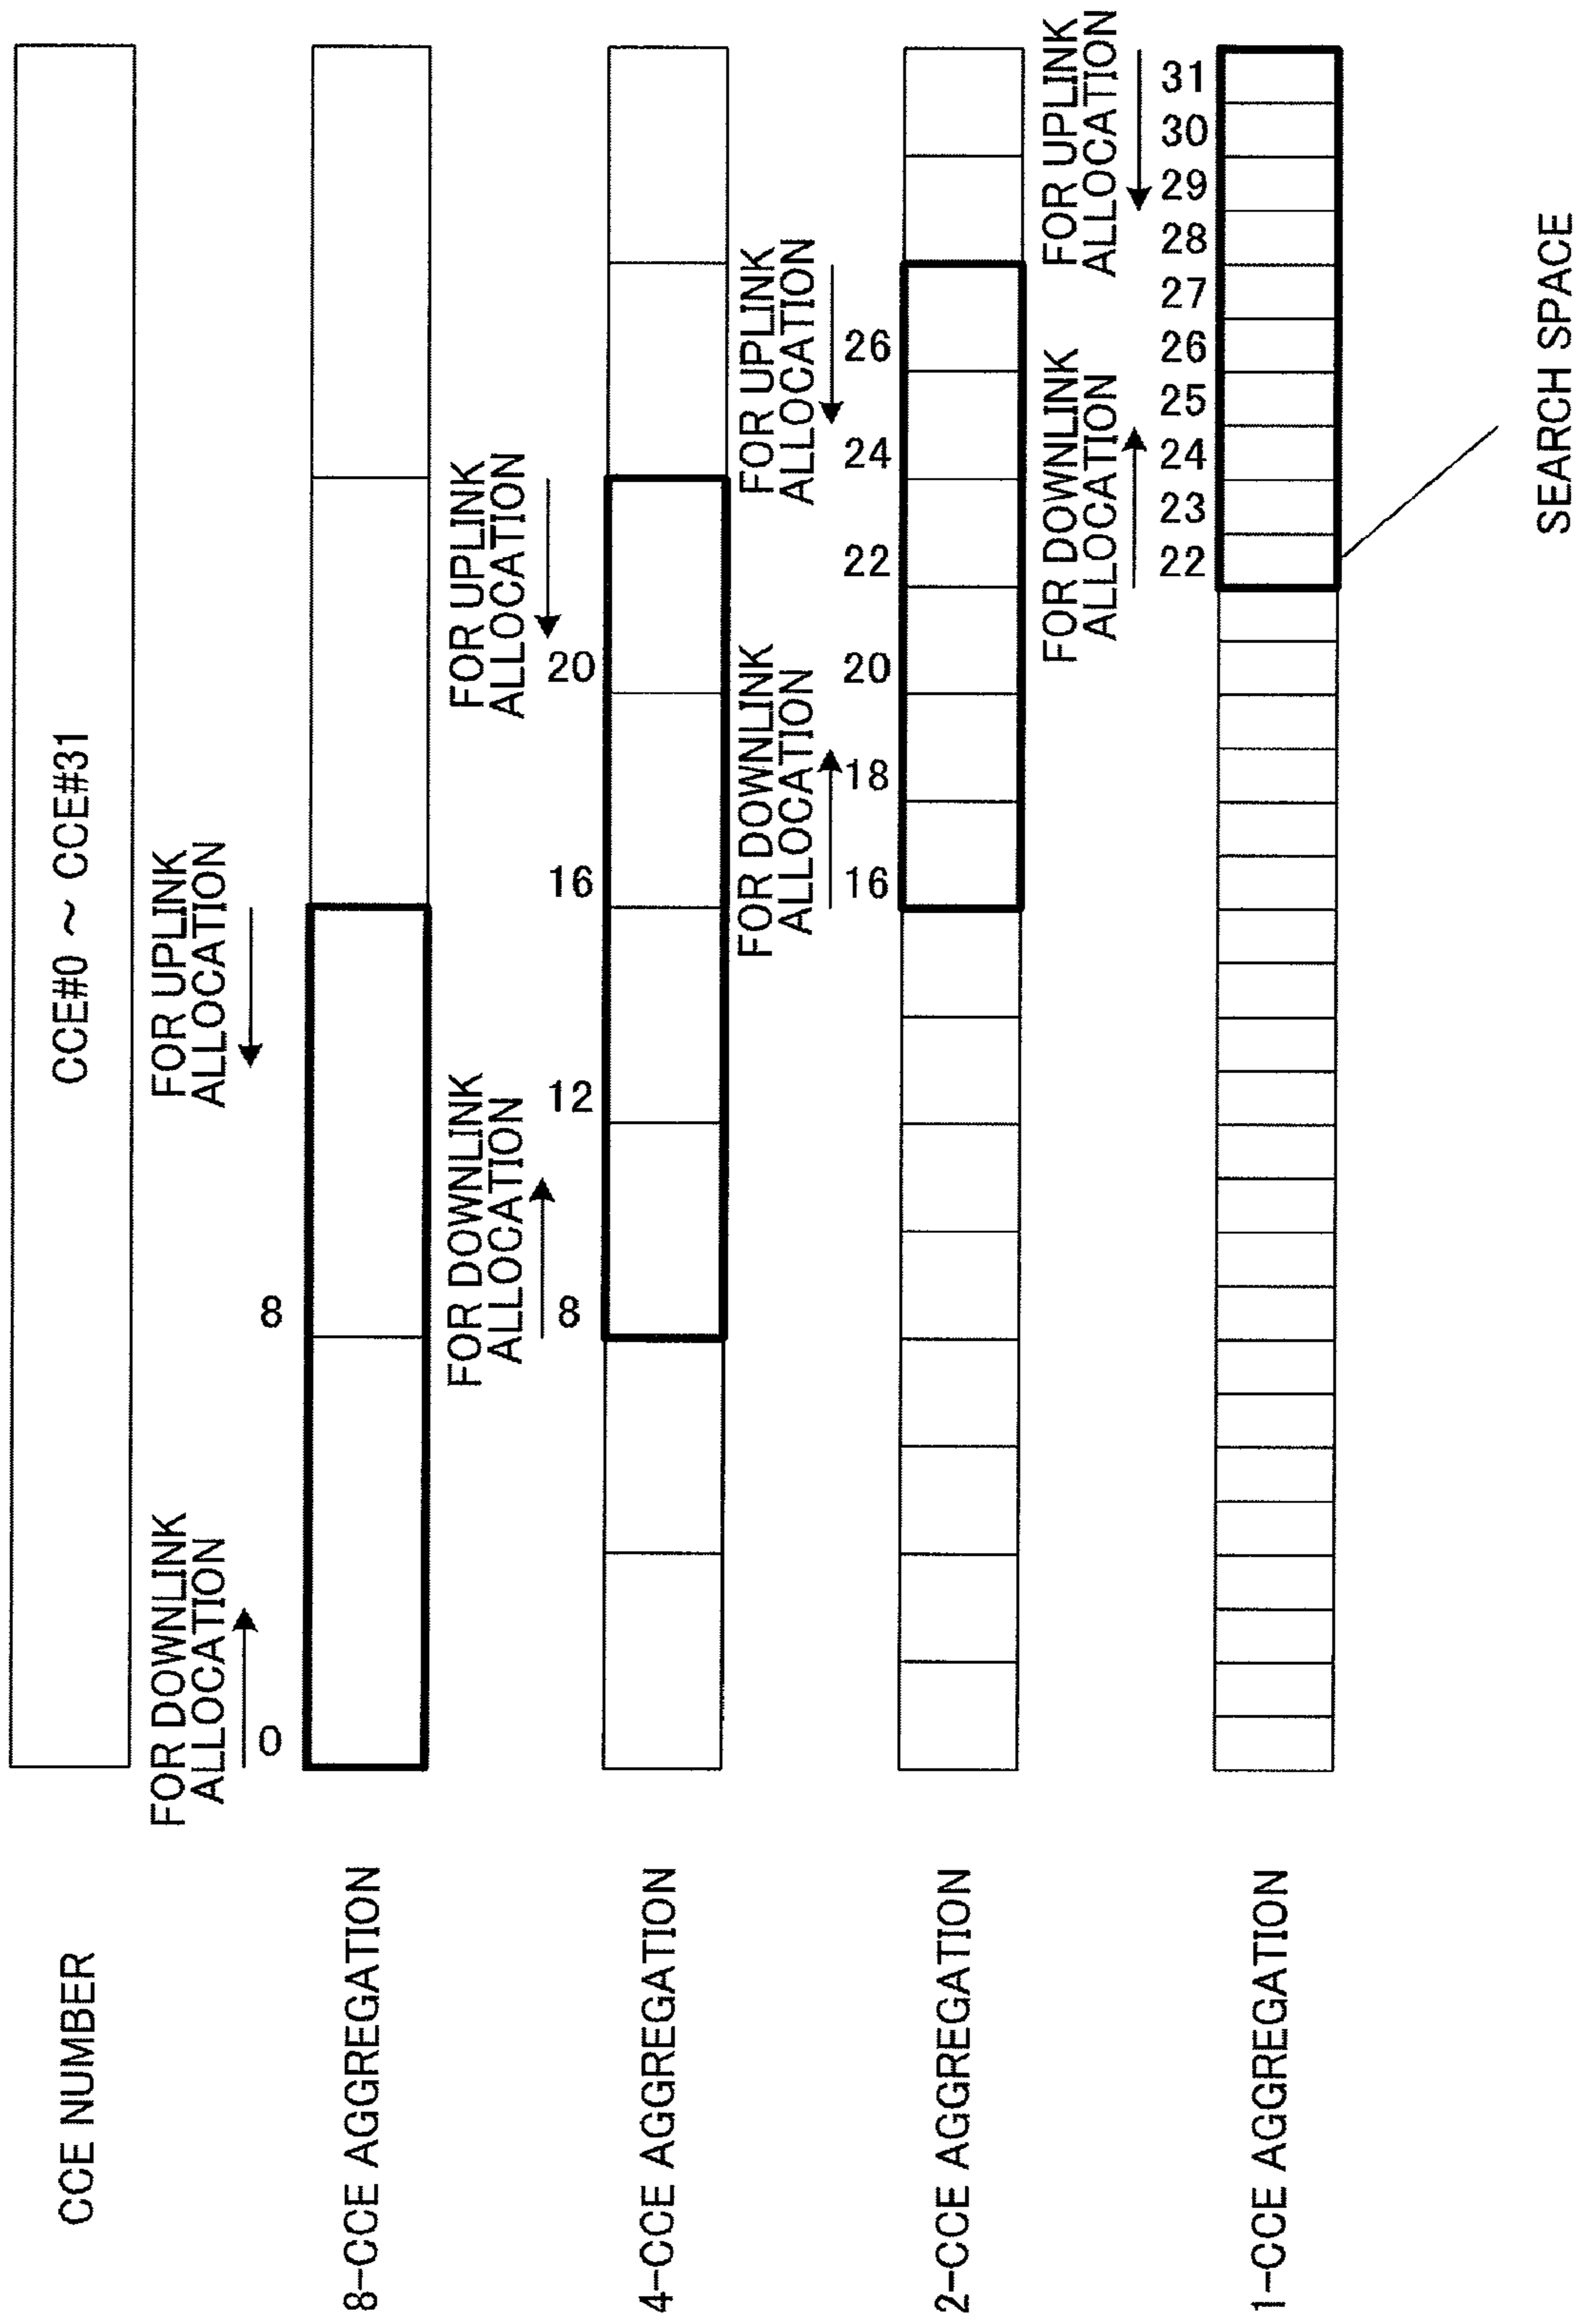 CCE NUMBER
CCE#0 ~ CCE#31
FOR DOWNLINK
ALLOCATION
FOR UPLINK
ALLOCATION
8-CCE AGGREGATION
0
8
FOR DOWNLINK
ALLOCATION
FOR UPLINK
ALLOCATION
4-CCE AGGREGATION
8
12
16
20
FOR DOWNLINK
ALLOCATION
FOR UPLINK
ALLOCATION
2-CCE AGGREGATION
16
18
20
22
24
26
FOR DOWNLINK
ALLOCATION
FOR UPLINK
ALLOCATION
1-CCE AGGREGATION
22
23
24
25
26
27
28
29
30
31
SEARCH SPACE